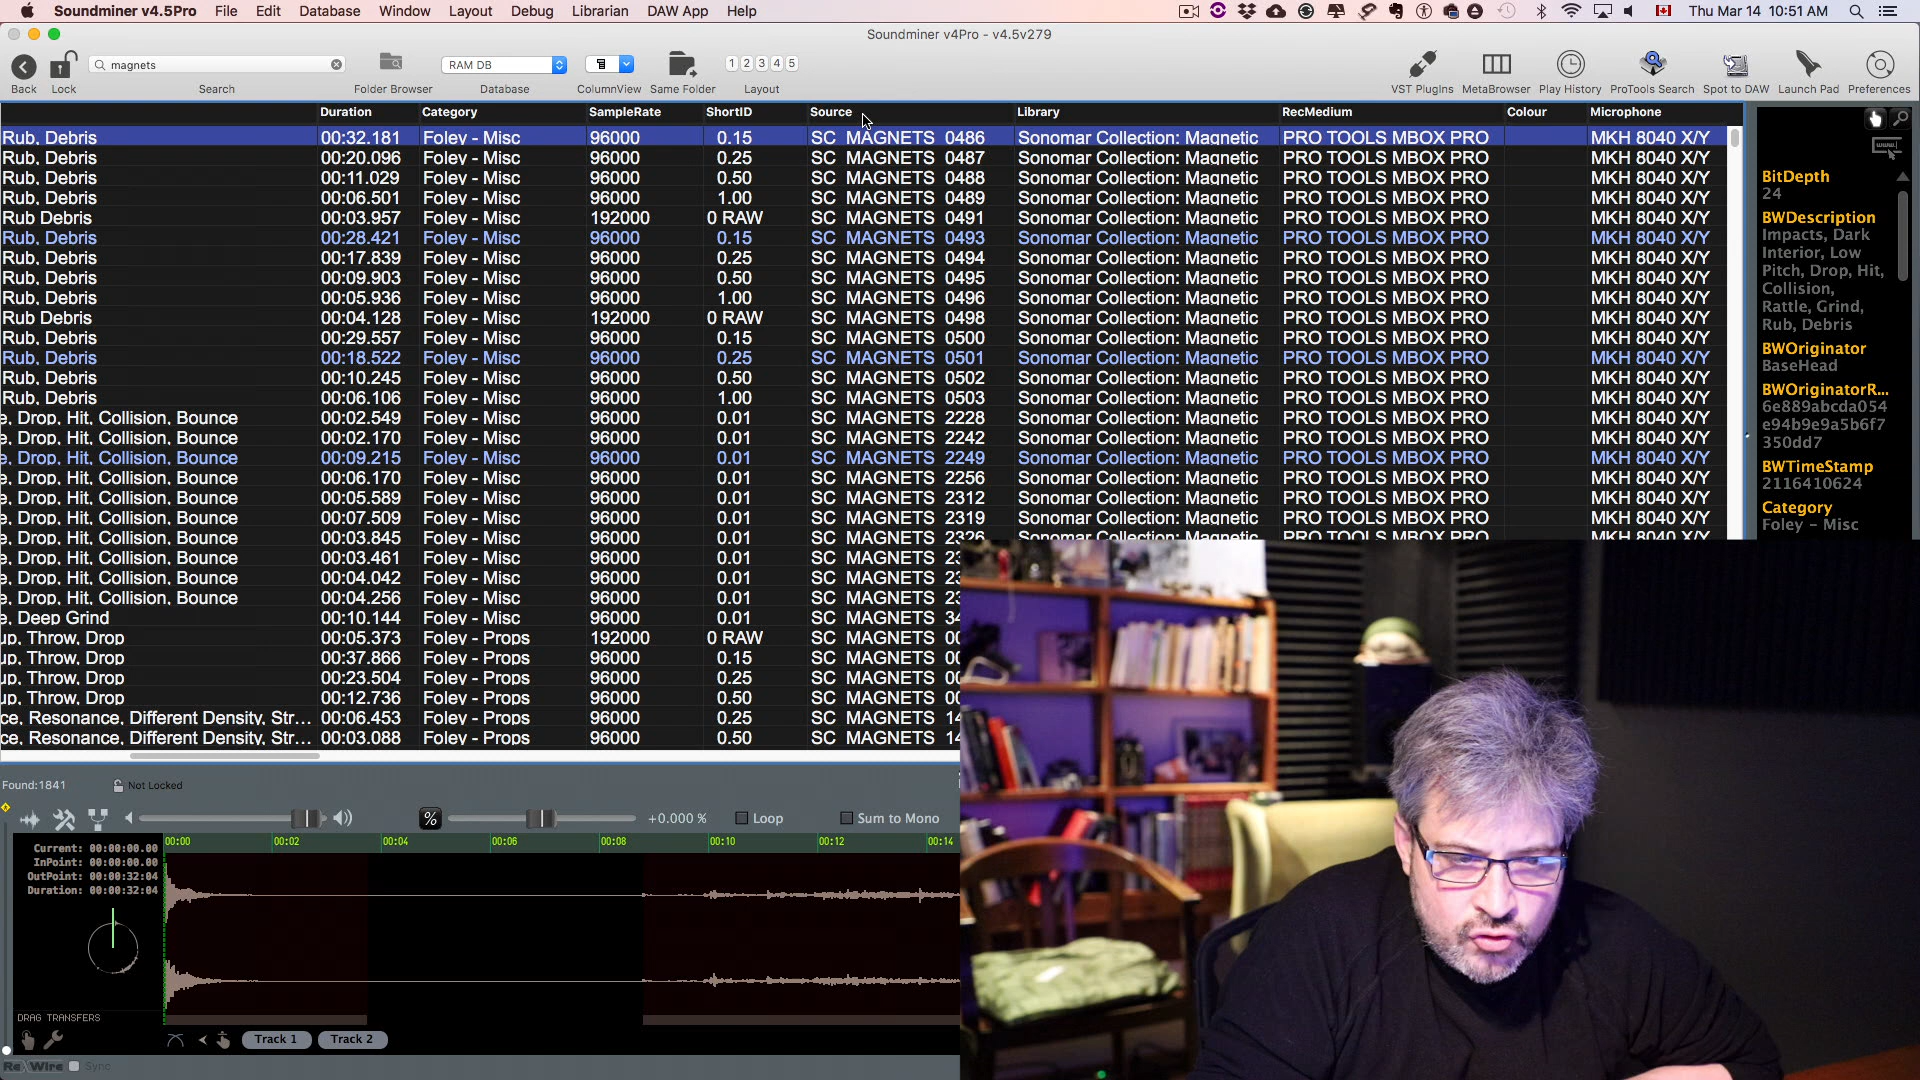 Soundminer v4.5Pro File Edit Database Window Layout Debug Librarian DAW App Help Thu Mar 14 10:51 AM
Soundminer v4Pro - v4.5v279
magnets RAM DB 1 2 3 4 5
Back Lock Search Folder Browser Database ColumnView Same Folder Layout VST Plugins MetaBrowser Play History ProTools Search Spot to DAW Launch Pad Preferences
Duration Category SampleRate ShortID Source Library RecMedium Colour Microphone
Rub, Debris 00:32.181 Foley - Misc 96000 0.15 SC MAGNETS 0486 Sonomar Collection: Magnetic PRO TOOLS MBOX PRO MKH 8040 X/Y
Rub, Debris 00:20.096 Foley - Misc 96000 0.25 SC MAGNETS 0487 Sonomar Collection: Magnetic PRO TOOLS MBOX PRO MKH 8040 X/Y
Rub, Debris 00:11.029 Foley - Misc 96000 0.50 SC MAGNETS 0488 Sonomar Collection: Magnetic PRO TOOLS MBOX PRO MKH 8040 X/Y
Rub, Debris 00:06.501 Foley - Misc 96000 1.00 SC MAGNETS 0489 Sonomar Collection: Magnetic PRO TOOLS MBOX PRO MKH 8040 X/Y
Rub Debris 00:03.957 Foley - Misc 192000 0 RAW SC MAGNETS 0491 Sonomar Collection: Magnetic PRO TOOLS MBOX PRO MKH 8040 X/Y
Rub, Debris 00:28.421 Foley - Misc 96000 0.15 SC MAGNETS 0493 Sonomar Collection: Magnetic PRO TOOLS MBOX PRO MKH 8040 X/Y
Rub, Debris 00:17.839 Foley - Misc 96000 0.25 SC MAGNETS 0494 Sonomar Collection: Magnetic PRO TOOLS MBOX PRO MKH 8040 X/Y
Rub, Debris 00:09.903 Foley - Misc 96000 0.50 SC MAGNETS 0495 Sonomar Collection: Magnetic PRO TOOLS MBOX PRO MKH 8040 X/Y
Rub, Debris 00:05.936 Foley - Misc 96000 1.00 SC MAGNETS 0496 Sonomar Collection: Magnetic PRO TOOLS MBOX PRO MKH 8040 X/Y
Rub Debris 00:04.128 Foley - Misc 192000 0 RAW SC MAGNETS 0498 Sonomar Collection: Magnetic PRO TOOLS MBOX PRO MKH 8040 X/Y
Rub, Debris 00:29.557 Foley - Misc 96000 0.15 SC MAGNETS 0500 Sonomar Collection: Magnetic PRO TOOLS MBOX PRO MKH 8040 X/Y
Rub, Debris 00:18.522 Foley - Misc 96000 0.25 SC MAGNETS 0501 Sonomar Collection: Magnetic PRO TOOLS MBOX PRO MKH 8040 X/Y
Rub, Debris 00:10.245 Foley - Misc 96000 0.50 SC MAGNETS 0502 Sonomar Collection: Magnetic PRO TOOLS MBOX PRO MKH 8040 X/Y
Rub, Debris 00:06.106 Foley - Misc 96000 1.00 SC MAGNETS 0503 Sonomar Collection: Magnetic PRO TOOLS MBOX PRO MKH 8040 X/Y
e, Drop, Hit, Collision, Bounce 00:02.549 Foley - Misc 96000 0.01 SC MAGNETS 2228 Sonomar Collection: Magnetic PRO TOOLS MBOX PRO MKH 8040 X/Y
e, Drop, Hit, Collision, Bounce 00:02.170 Foley - Misc 96000 0.01 SC MAGNETS 2242 Sonomar Collection: Magnetic PRO TOOLS MBOX PRO MKH 8040 X/Y
e, Drop, Hit, Collision, Bounce 00:09.215 Foley - Misc 96000 0.01 SC MAGNETS 2249 Sonomar Collection: Magnetic PRO TOOLS MBOX PRO MKH 8040 X/Y
e, Drop, Hit, Collision, Bounce 00:06.170 Foley - Misc 96000 0.01 SC MAGNETS 2256 Sonomar Collection: Magnetic PRO TOOLS MBOX PRO MKH 8040 X/Y
e, Drop, Hit, Collision, Bounce 00:05.589 Foley - Misc 96000 0.01 SC MAGNETS 2312 Sonomar Collection: Magnetic PRO TOOLS MBOX PRO MKH 8040 X/Y
e, Drop, Hit, Collision, Bounce 00:07.509 Foley - Misc 96000 0.01 SC MAGNETS 2319 Sonomar Collection: Magnetic PRO TOOLS MBOX PRO MKH 8040 X/Y
e, Drop, Hit, Collision, Bounce 00:03.845 Foley - Misc 96000 0.01 SC MAGNETS 2326 Sonomar Collection: Magnetic PRO TOOLS MBOX PRO MKH 8040 X/Y
e, Drop, Hit, Collision, Bounce 00:03.461 Foley - Misc 96000 0.01 SC MAGNETS 23
e, Drop, Hit, Collision, Bounce 00:04.042 Foley - Misc 96000 0.01 SC MAGNETS 23
e, Drop, Hit, Collision, Bounce 00:04.256 Foley - Misc 96000 0.01 SC MAGNETS 23
e, Deep Grind 00:10.144 Foley - Misc 96000 0.01 SC MAGNETS 34
up, Throw, Drop 00:05.373 Foley - Props 192000 0 RAW SC MAGNETS 00
up, Throw, Drop 00:37.866 Foley - Props 96000 0.15 SC MAGNETS 00
up, Throw, Drop 00:23.504 Foley - Props 96000 0.25 SC MAGNETS 00
up, Throw, Drop 00:12.736 Foley - Props 96000 0.50 SC MAGNETS 00
ce, Resonance, Different Density, Str... 00:06.453 Foley - Props 96000 0.25 SC MAGNETS 14
ce, Resonance, Different Density, Str... 00:03.088 Foley - Props 96000 0.50 SC MAGNETS 14
BitDepth
24
BWDescription
Impacts, Dark
Interior, Low
Pitch, Drop, Hit,
Collision,
Rattle, Grind,
Rub, Debris
BWOriginator
BaseHead
BWOriginatorR...
6e889abcda054
e94b9e9a5b6f7
350dd7
BWTimeStamp
2116410624
Category
Foley - Misc
Found:1841 Not Locked
% +0.000 % Loop Sum to Mono
00:00 00:02 00:04 00:06 00:08 00:10 00:12 00:14
Current: 00:00:00.00
InPoint: 00:00:00.00
OutPoint: 00:00:32:04
Duration: 00:00:32:04
DRAG TRANSFERS
Track 1 Track 2
ReWire Sync